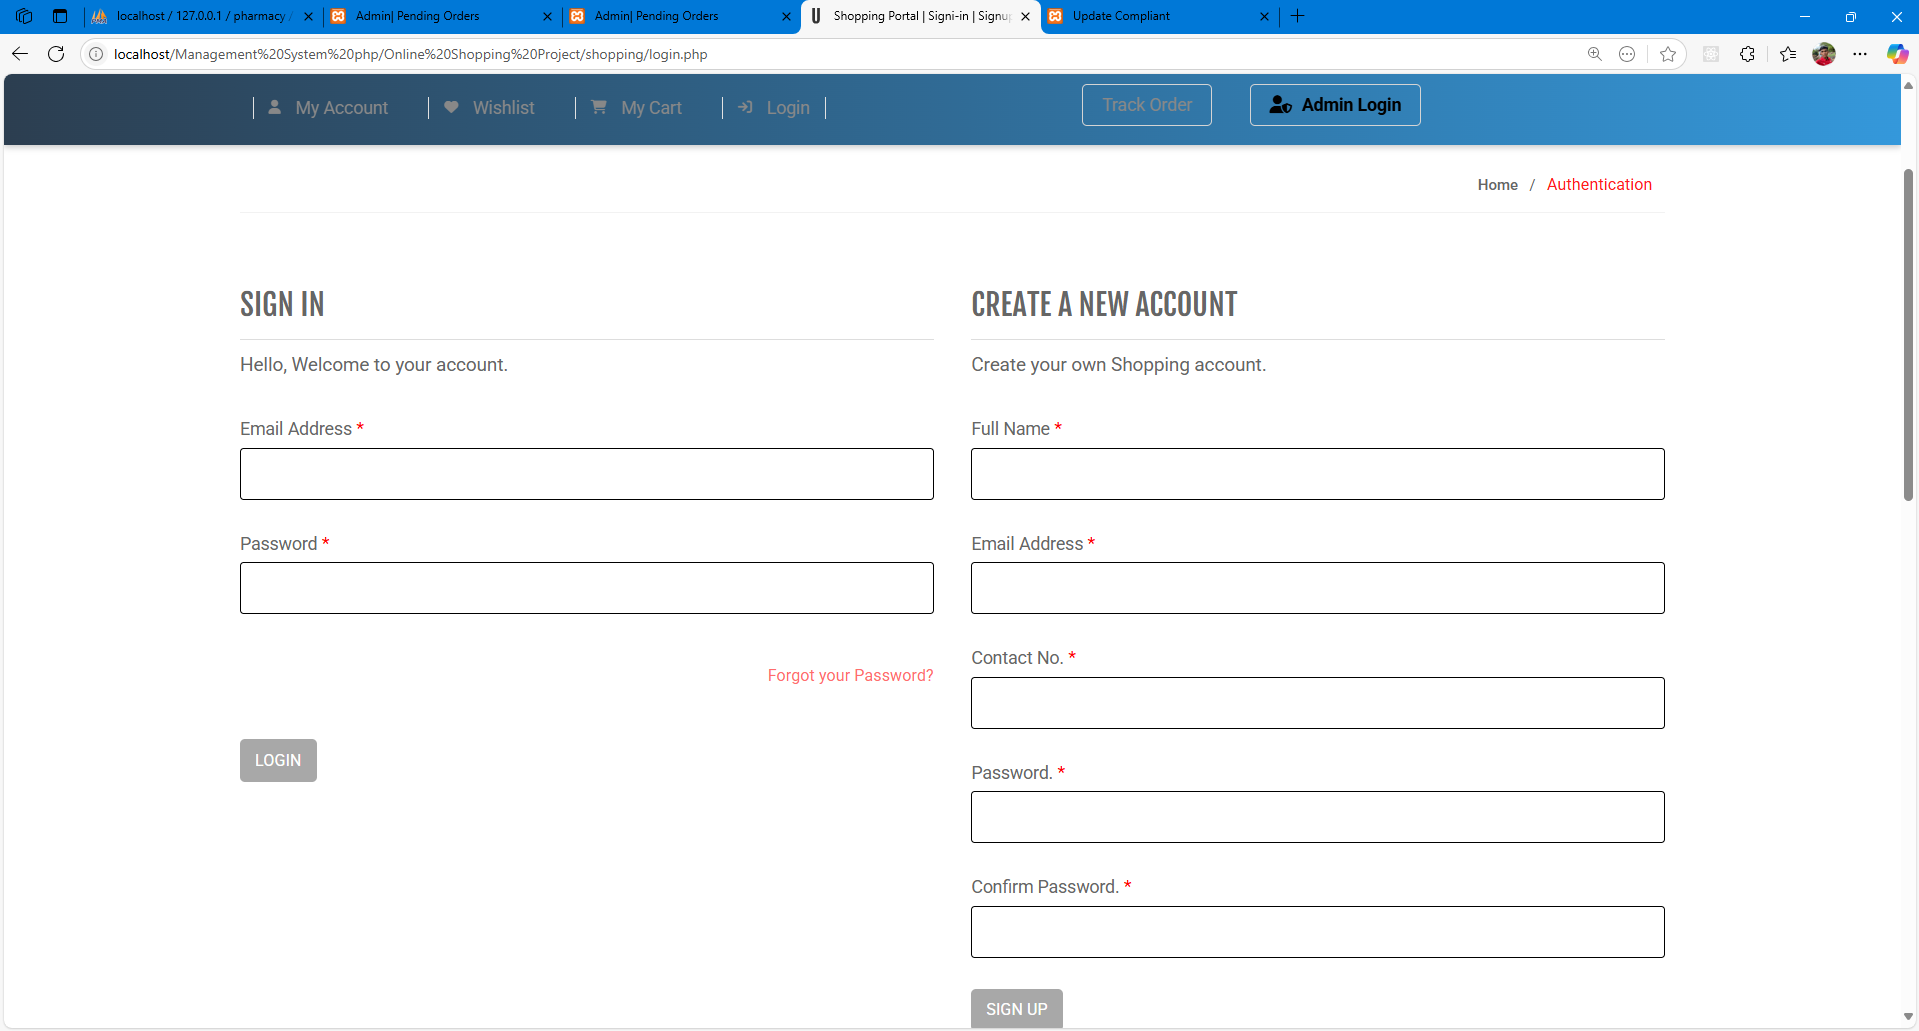 localhost / 127.0.0.1 / pharmacy
Admin| Pending Orders
Admin| Pending Orders
Shopping Portal | Signi-in | Signup
Update Compliant
localhost/Management%20System%20php/Online%20Shopping%20Project/shopping/login.php
My Account
Wishlist
My Cart
Login
Track Order
Admin Login
Home / Authentication
SIGN IN
Hello, Welcome to your account.
Email Address *
Password *
Forgot your Password?
LOGIN
CREATE A NEW ACCOUNT
Create your own Shopping account.
Full Name *
Email Address *
Contact No. *
Password. *
Confirm Password. *
SIGN UP